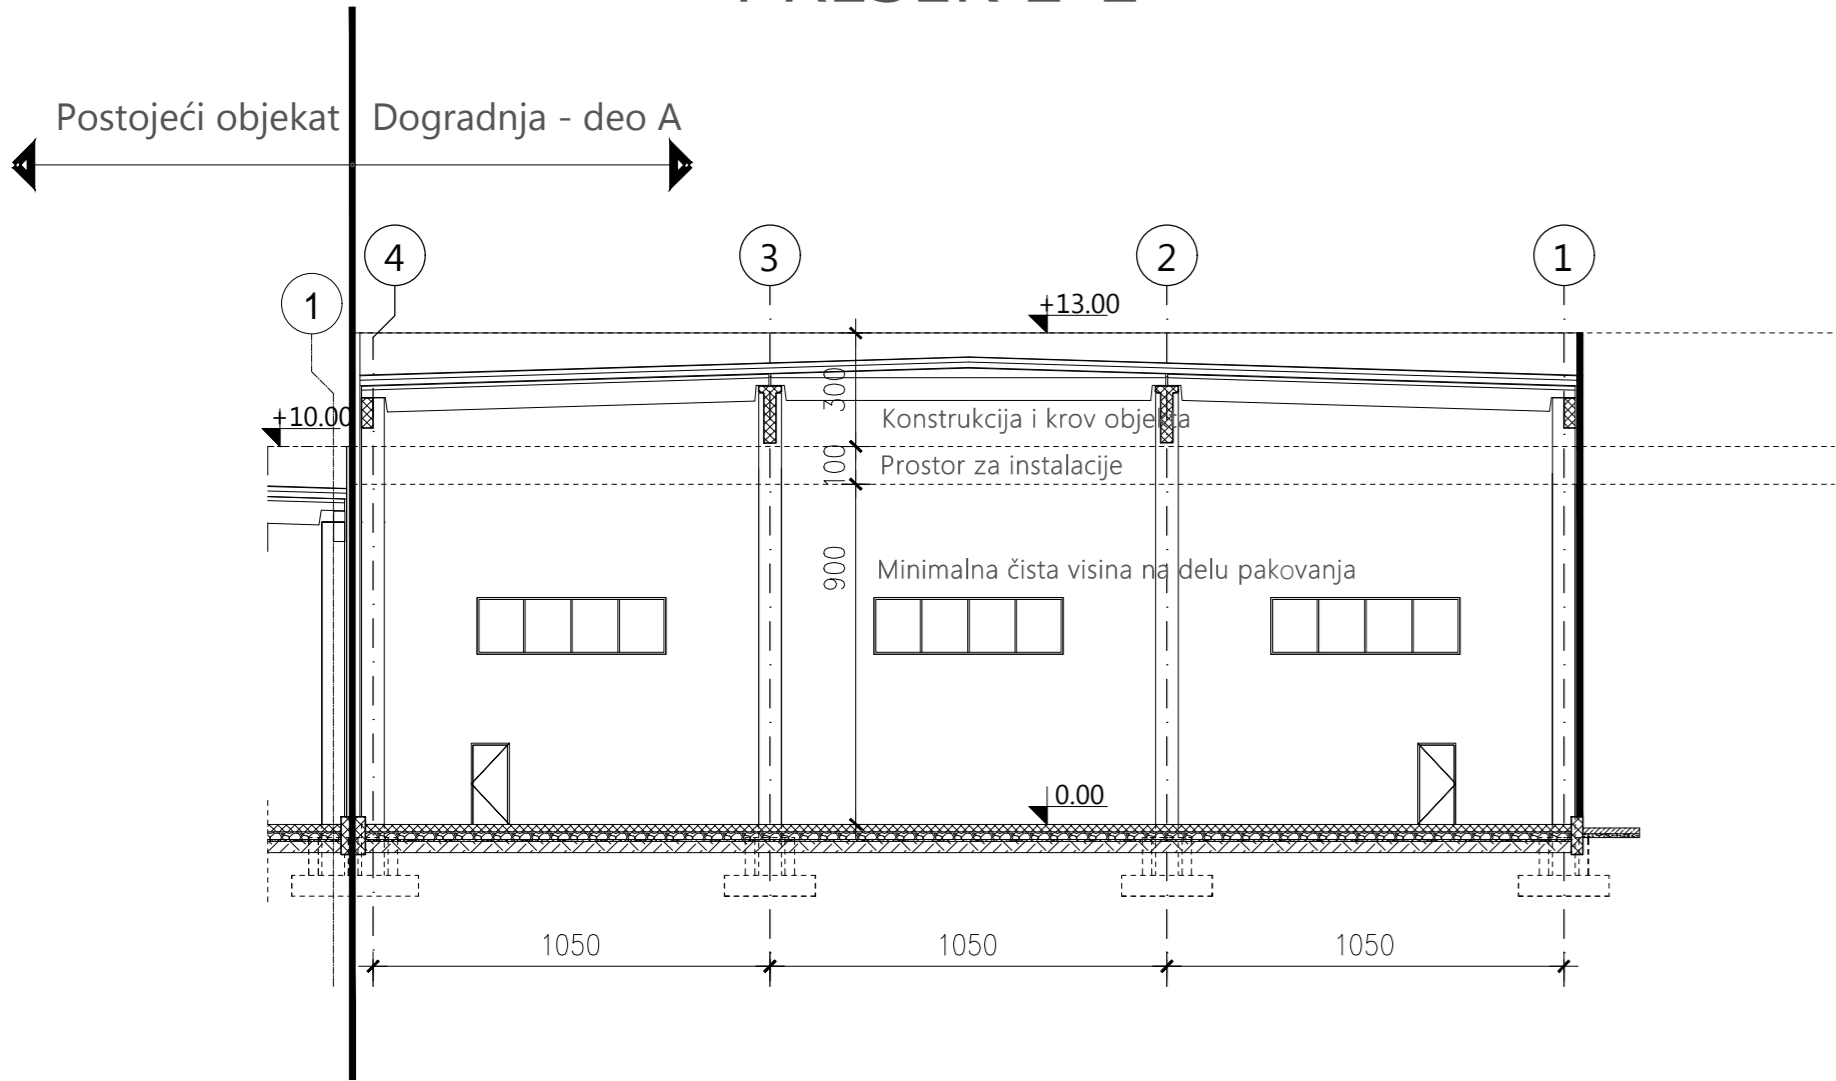 Postojeći objekat
Dogradnja - deo A
4
3
2
1
1
+13.00
+10.00
300
Konstrukcija i krov
100
Prostor za instalacije
900
Minimalna čista visina na delu pakovanja
0.00
1050
1050
1050